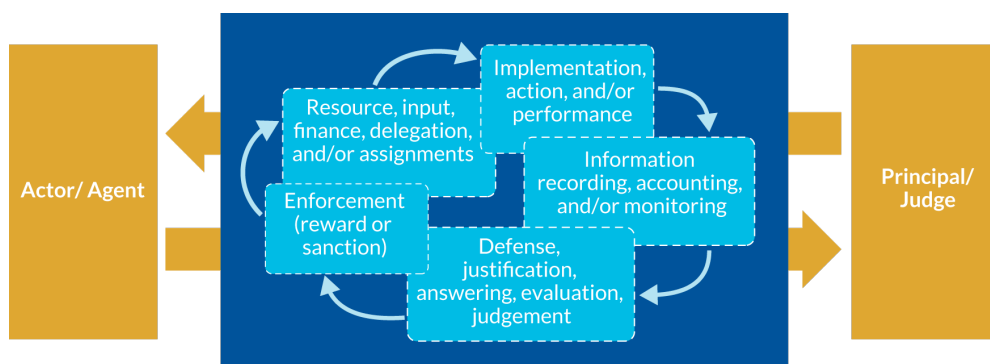 Actor/ Agent
Resource, input,
finance, delegation,
and/or assignments
Implementation,
action, and/or
performance
Information
recording, accounting,
and/or monitoring
Defense,
justification,
answering, evaluation,
judgement
Enforcement
(reward or
sanction)
Principal/
Judge